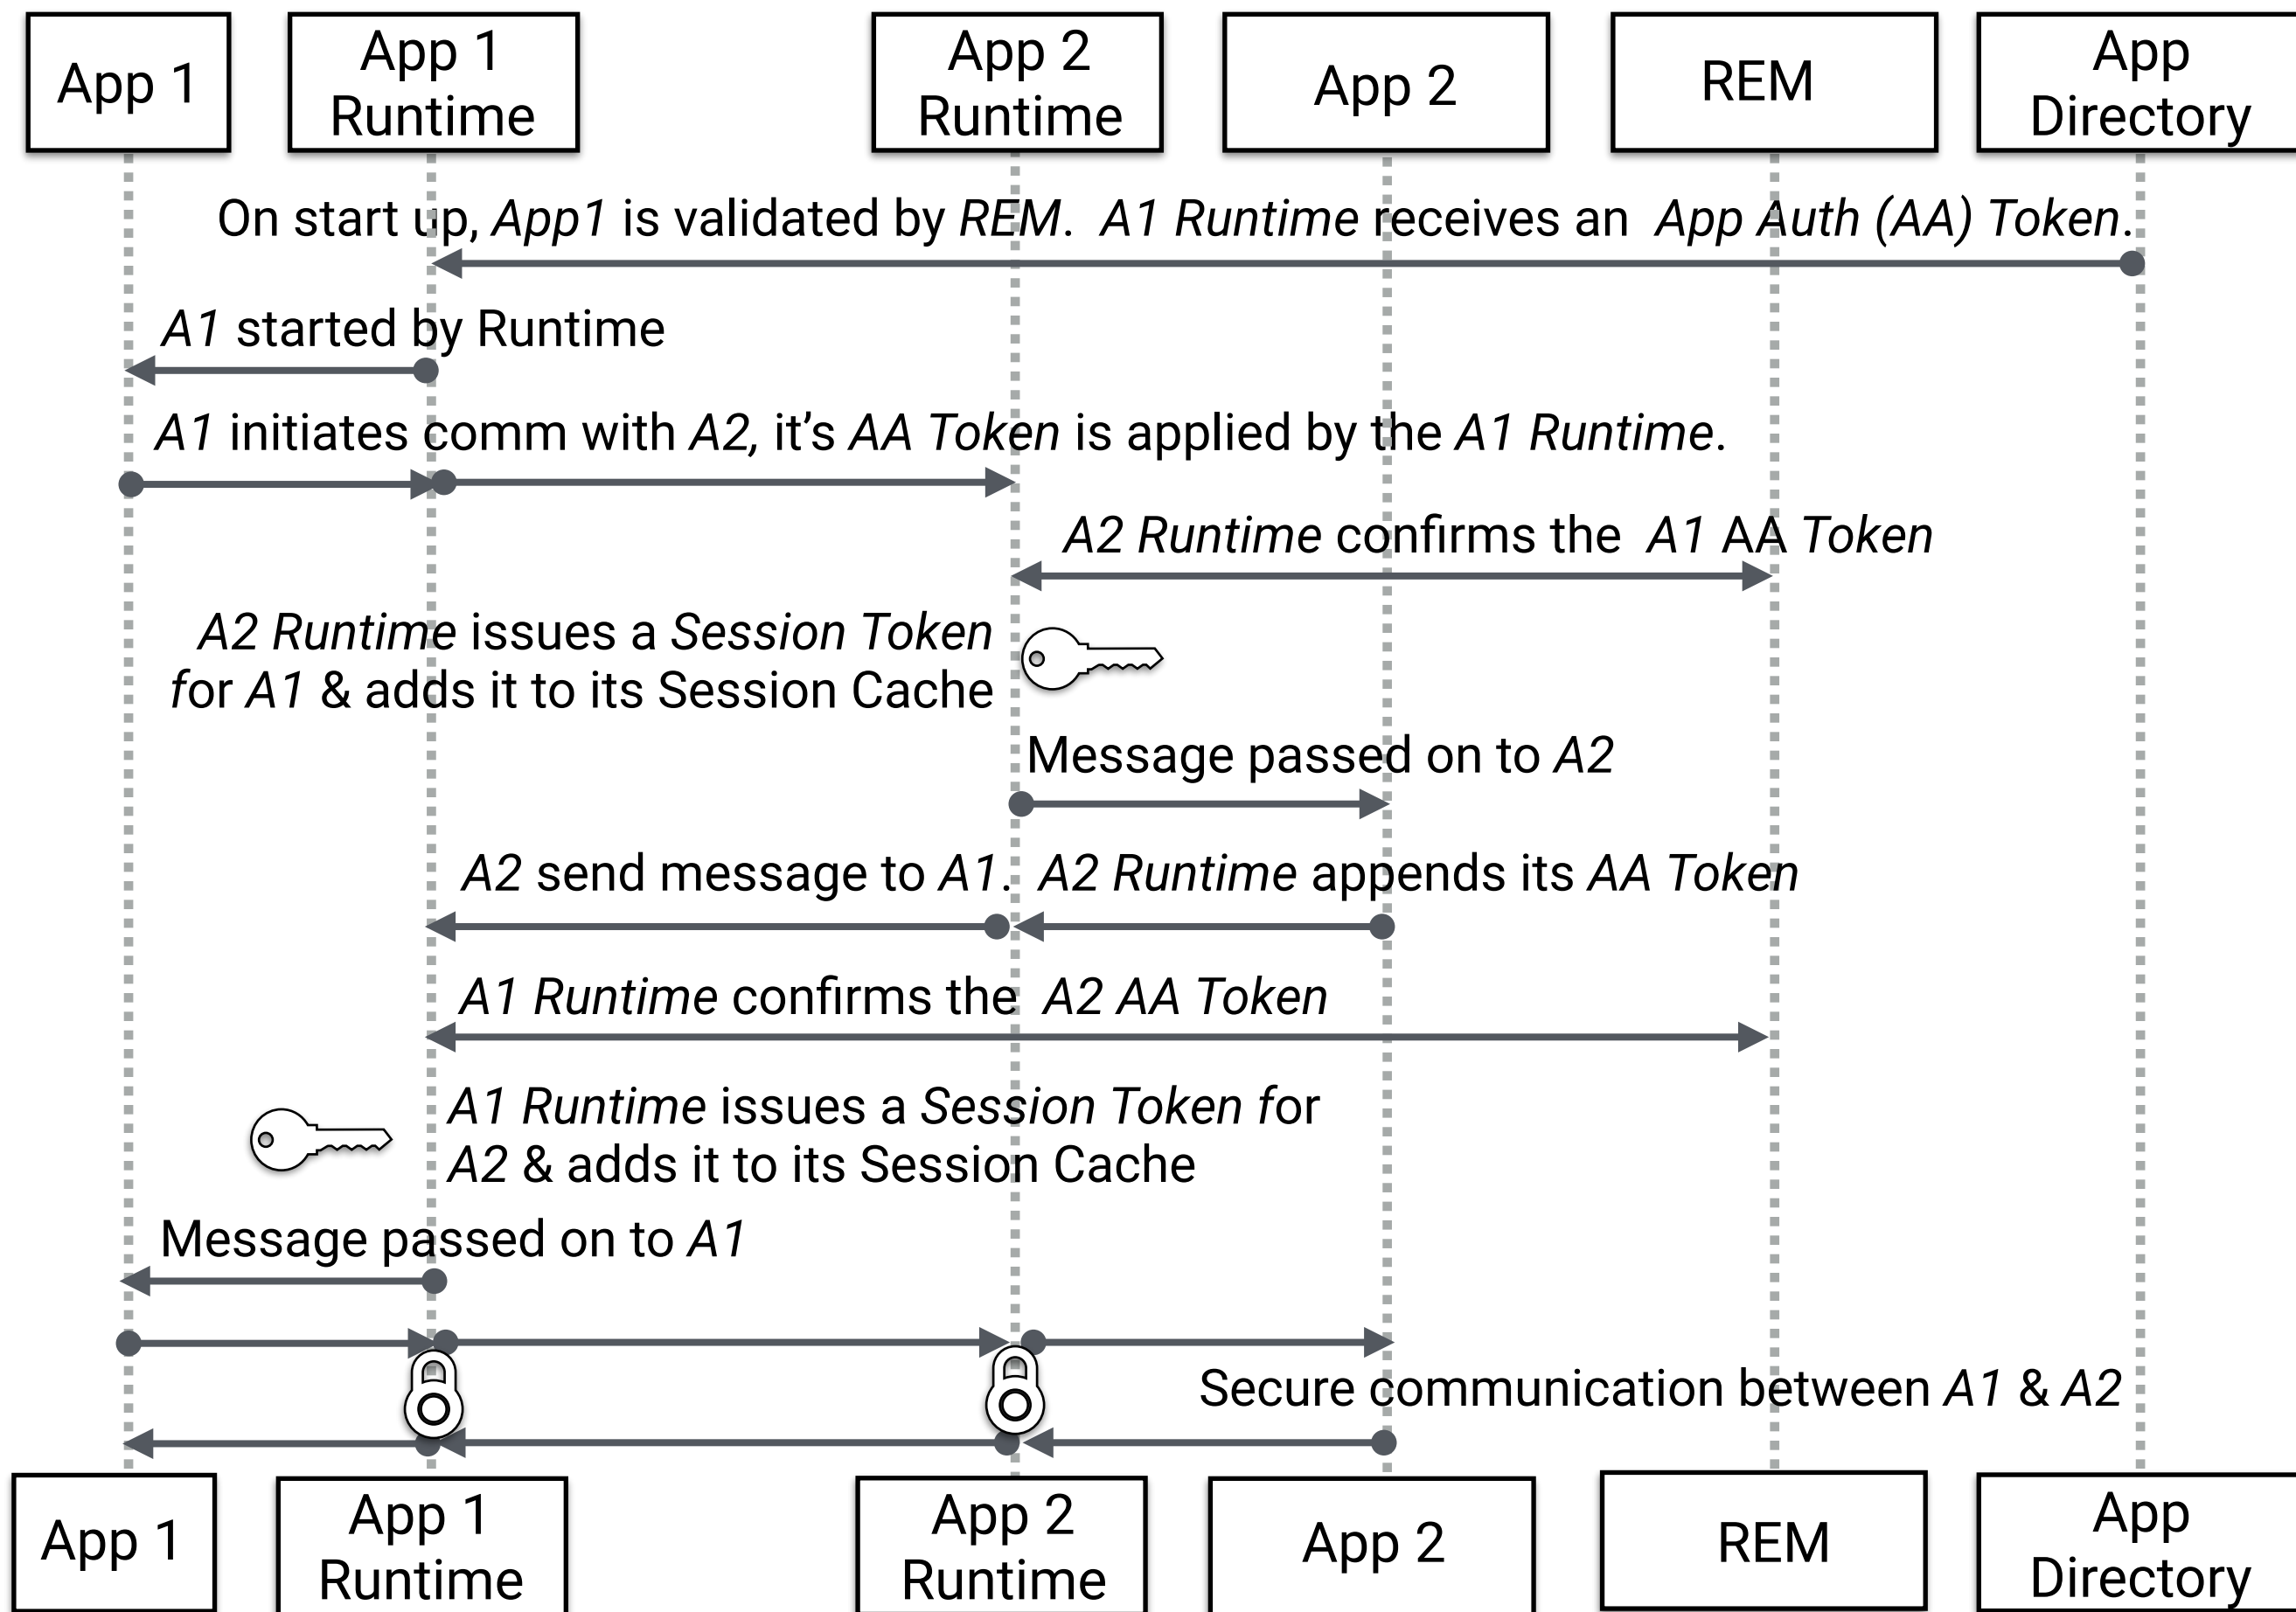 App 1
App 1
Runtime
App 2
Runtime
App 2
REM
App
Directory
On start up, App1 is validated by REM. A1 Runtime receives an App Auth (AA) Token.
A1 started by Runtime
A1 initiates comm with A2, it’s AA Token is applied by the A1 Runtime.
A2 Runtime confirms the A1 AA Token
A2 Runtime issues a Session Token
for A1 & adds it to its Session Cache
Message passed on to A2
A2 send message to A1. A2 Runtime appends its AA Token
A1 Runtime confirms the A2 AA Token
A1 Runtime issues a Session Token for
A2 & adds it to its Session Cache
Message passed on to A1
Secure communication between A1 & A2
App 1
App 1
Runtime
App 2
Runtime
App 2
REM
App
Directory